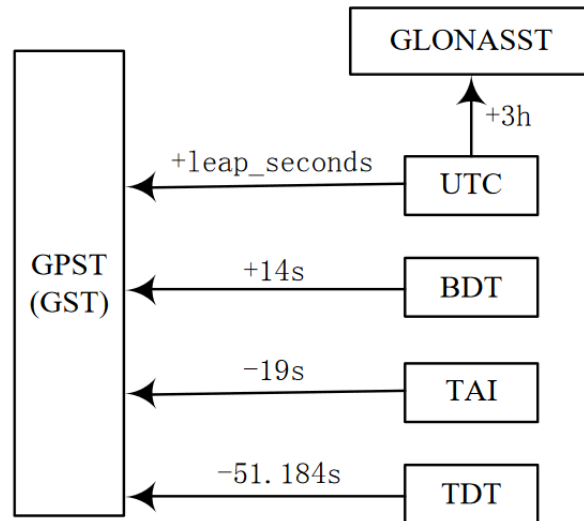 GLONASST
+3h
+leap_seconds
UTC
GPST
(GST)
+14s
BDT
-19s
TAI
-51.184s
TDT